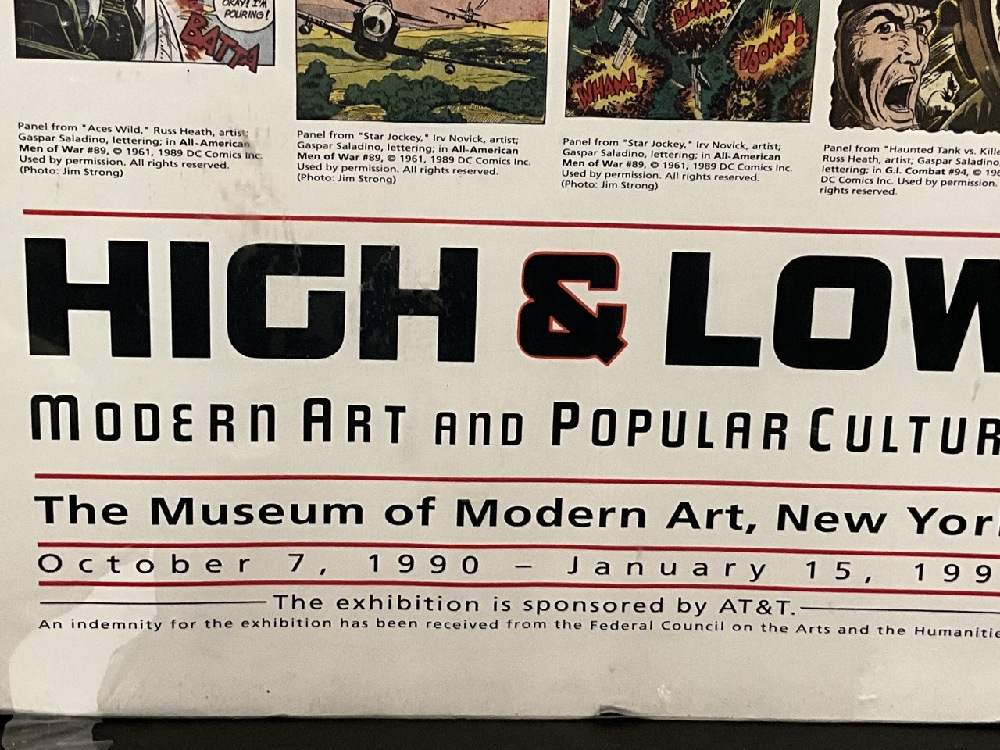 OKAY! I'M
POURING!
BATTA
BLAM!
VOOMP!
WHAM!
Panel from "Aces Wild," Russ Heath, artist;
Gaspar Saladino, lettering; in All-American
Men of War #89, © 1961, 1989 DC Comics Inc.
Used by permission. All rights reserved.
(Photo: Jim Strong)
Panel from "Star Jockey," Irv Novick, artist;
Gaspar Saladino, lettering; in All-American
Men of War #89, © 1961, 1989 DC Comics Inc.
Used by permission. All rights reserved.
(Photo: Jim Strong)
Panel from "Star Jockey," Irv Novick, artist;
Gaspar Saladino, lettering; in All-American
Men of War #89, © 1961, 1989 DC Comics Inc.
Used by permission. All rights reserved.
(Photo: Jim Strong)
Panel from "Haunted Tank vs. Kille
Russ Heath, artist; Gaspar Saladino
lettering; in G.I. Combat #94, © 196
DC Comics Inc. Used by permission.
rights reserved.
HIGH & LOW
MODERN ART AND POPULAR CULTUR
The Museum of Modern Art, New Yor
October 7, 1990 – January 15, 199
The exhibition is sponsored by AT&T.
An indemnity for the exhibition has been received from the Federal Council on the Arts and the Humanitie